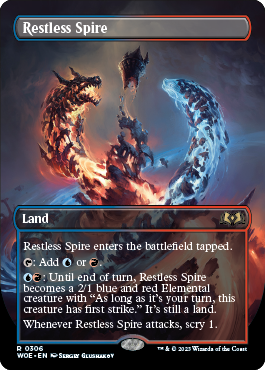 Restless Spire
Land
Restless Spire enters the battlefield tapped.
: Add or .
: Until end of turn, Restless Spire
becomes a 2/1 blue and red Elemental
creature with “As long as it’s your turn, this
creature has first strike.” It’s still a land.
Whenever Restless Spire attacks, scry 1.
R 0306
WOE • EN Sergey Glushakov
™ & © 2023 Wizards of the Coast